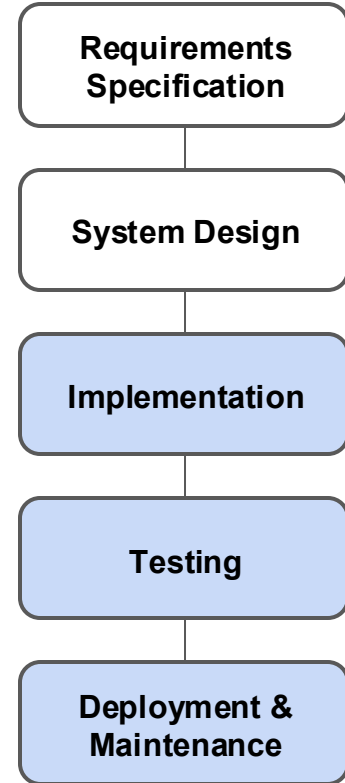 Requirements
Specification
System Design
Implementation
Testing
Deployment &
Maintenance